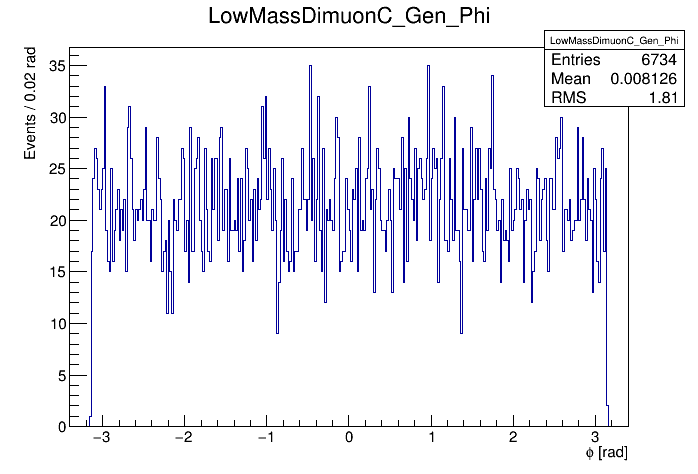 LowMassDimuonC_Gen_Phi
LowMassDimuonC_Gen_Phi
Entries 6734
Mean 0.008126
RMS 1.81
Events / 0.02 rad
35
30
25
20
15
10
5
0
−3 −2 −1 0 1 2 3
ϕ [rad]